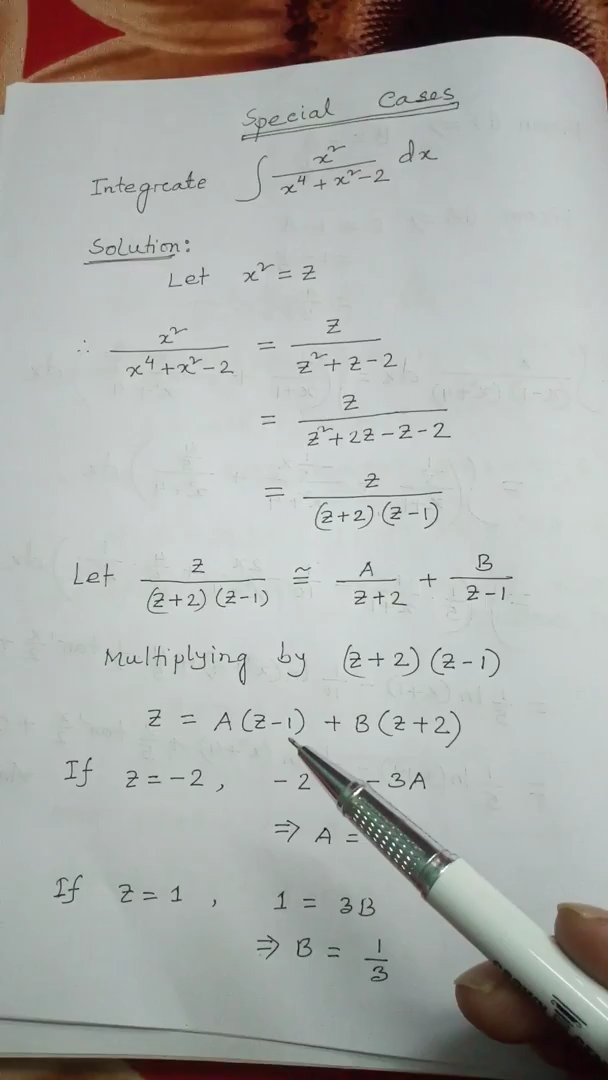 Special Cases
Integrate ∫ x²/(x⁴+x²-2) dx
Solution:
Let x² = z
∴ x²/(x⁴+x²-2) = z/(z²+z-2)
= z/(z²+2z-z-2)
= z/((z+2)(z-1))
Let z/((z+2)(z-1)) ≅ A/(z+2) + B/(z-1)
Multiplying by (z+2)(z-1)
z = A(z-1) + B(z+2)
If z = -2, -2 -3A
⇒ A =
If z = 1, 1 = 3B
⇒ B = 1/3